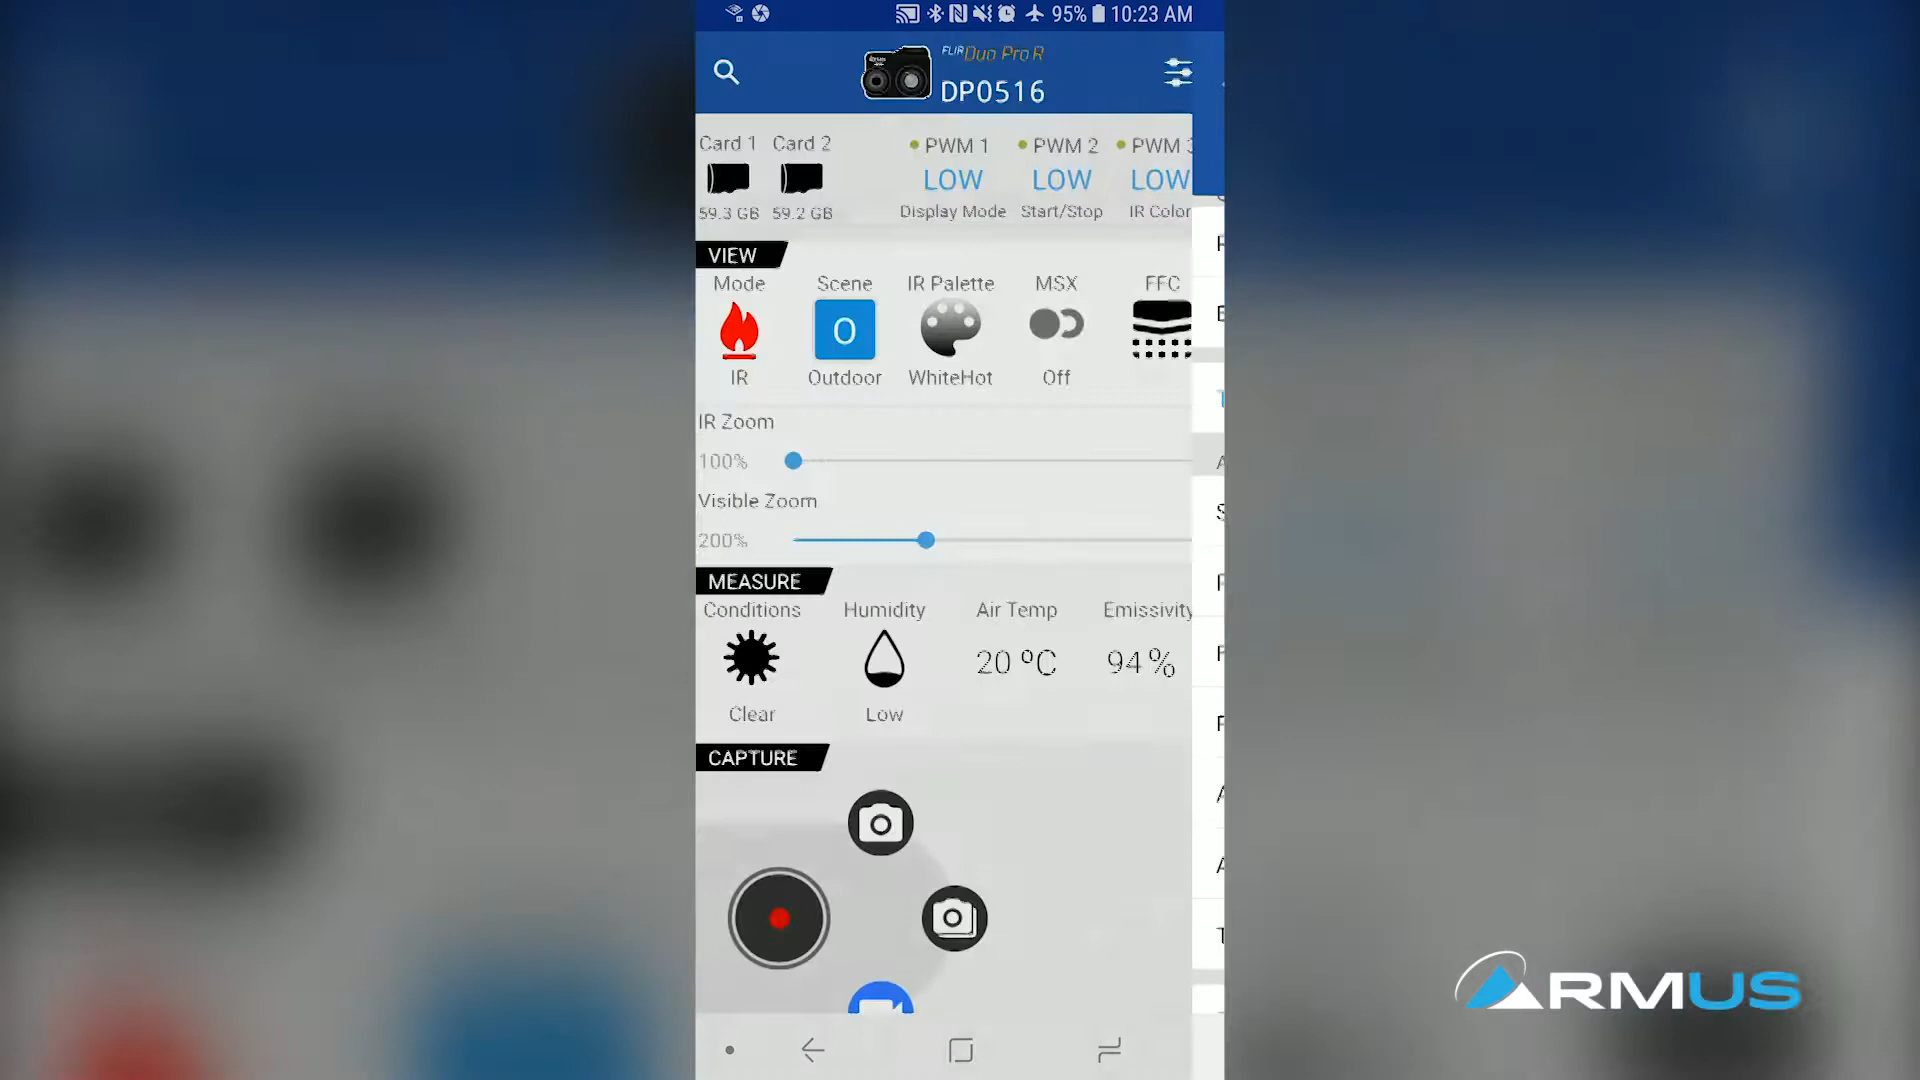 95% 10:23 AM
FLIR Duo Pro R
DP0516
Card 1 Card 2 PWM 1 PWM 2 PWM 3
LOW LOW LOW
59.3 GB 59.2 GB Display Mode Start/Stop IR Color
VIEW
Mode Scene IR Palette MSX FFC
O
IR Outdoor WhiteHot Off
IR Zoom
100%
Visible Zoom
200%
MEASURE
Conditions Humidity Air Temp Emissivity
20 ºC 94 %
Clear Low
CAPTURE
ARMUS